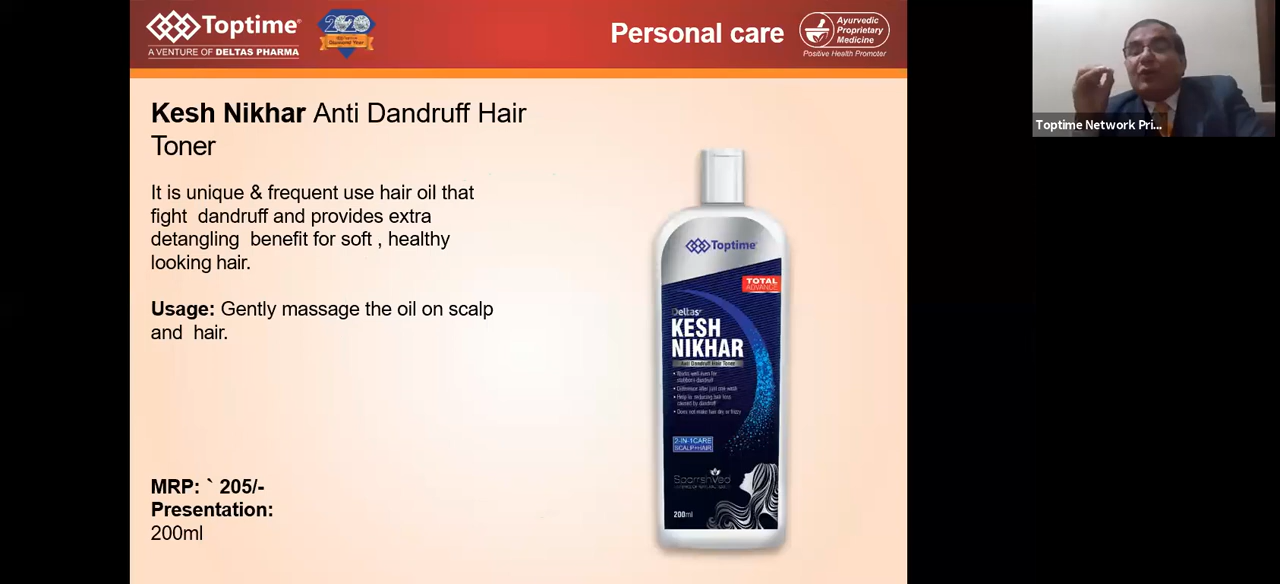 Toptime®
A VENTURE OF DELTAS PHARMA
2020
Personal care
Ayurvedic
Proprietary
Medicine
Positive Health Promoter
Kesh Nikhar Anti Dandruff Hair
Toner
It is unique & frequent use hair oil that
fight dandruff and provides extra
detangling benefit for soft , healthy
looking hair.
Usage: Gently massage the oil on scalp
and hair.
MRP: ` 205/-
Presentation:
200ml
Toptime
TOTAL
ADVANCE
Deltas
KESH
NIKHAR
Anti Dandruff Hair Toner
• Works well even for
stubborn dandruff
• Difference after just one wash
• Help in reducing hair loss
caused by dandruff
• Does not make hair dry or frizzy
2-IN-1CARE
SCALP+HAIR
200ml
Toptime Network Pri...